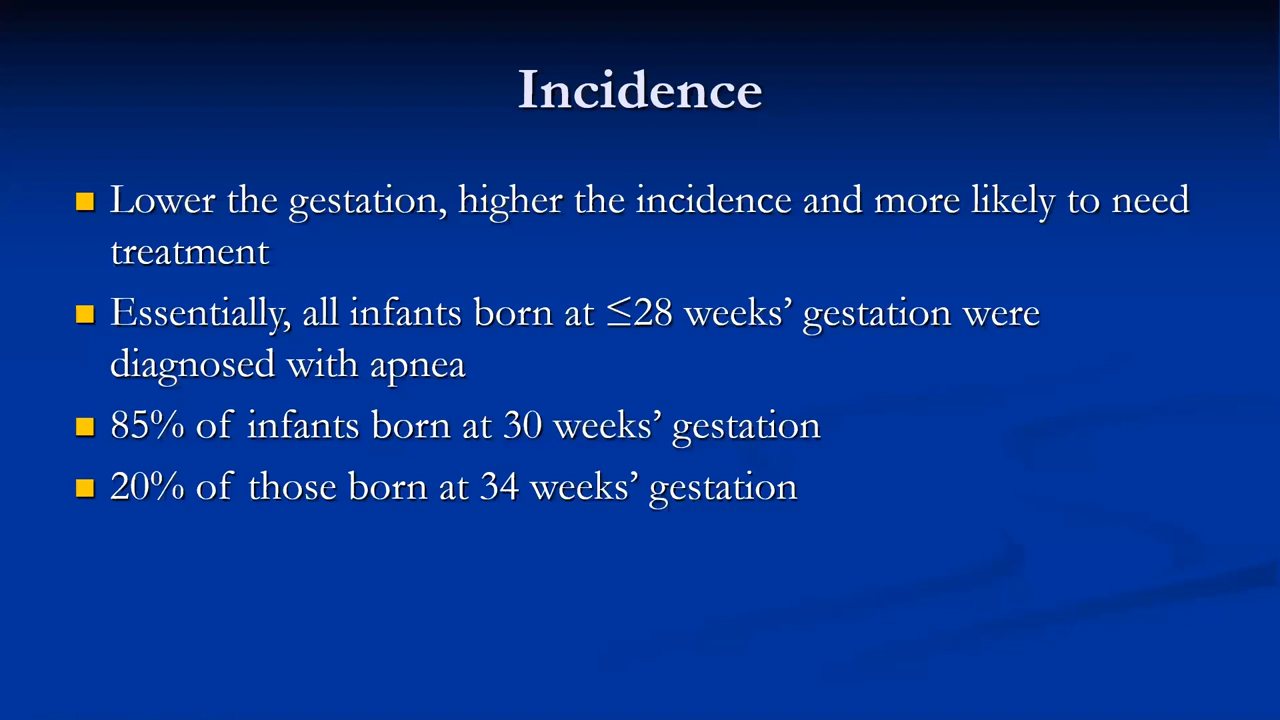 Incidence
Lower the gestation, higher the incidence and more likely to need
treatment
Essentially, all infants born at ≤28 weeks’ gestation were
diagnosed with apnea
85% of infants born at 30 weeks’ gestation
20% of those born at 34 weeks’ gestation